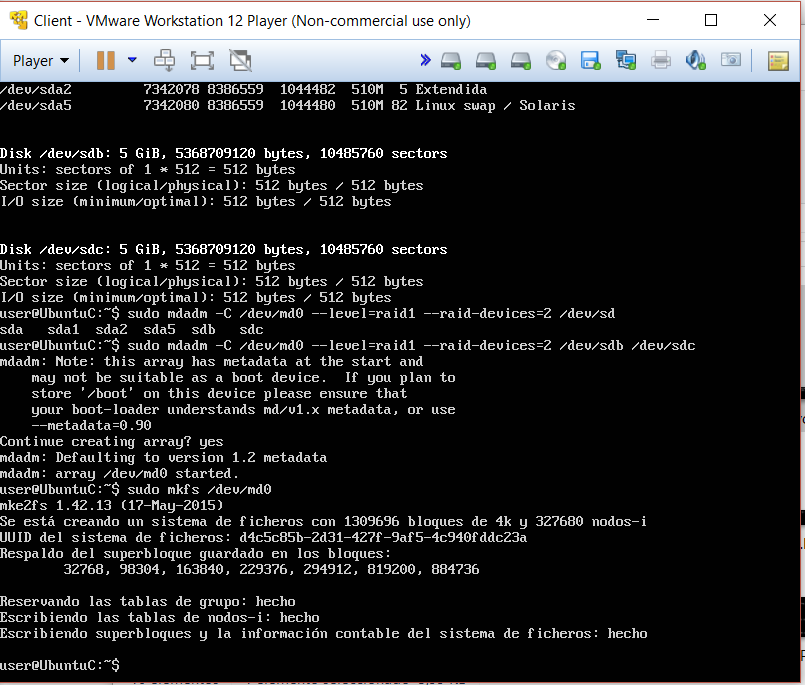 Client - VMware Workstation 12 Player (Non-commercial use only)
Player
/dev/sda2         7342078 8386559  1044482  510M  5 Extendida
/dev/sda5         7342080 8386559  1044480  510M 82 Linux swap / Solaris
Disk /dev/sdb: 5 GiB, 5368709120 bytes, 10485760 sectors
Units: sectors of 1 * 512 = 512 bytes
Sector size (logical/physical): 512 bytes / 512 bytes
I/O size (minimum/optimal): 512 bytes / 512 bytes
Disk /dev/sdc: 5 GiB, 5368709120 bytes, 10485760 sectors
Units: sectors of 1 * 512 = 512 bytes
Sector size (logical/physical): 512 bytes / 512 bytes
I/O size (minimum/optimal): 512 bytes / 512 bytes
user@UbuntuC:~$ sudo mdadm -C /dev/md0 --level=raid1 --raid-devices=2 /dev/sd
sda   sda1  sda2  sda5  sdb   sdc
user@UbuntuC:~$ sudo mdadm -C /dev/md0 --level=raid1 --raid-devices=2 /dev/sdb /dev/sdc
mdadm: Note: this array has metadata at the start and
    may not be suitable as a boot device.  If you plan to
    store '/boot' on this device please ensure that
    your boot-loader understands md/v1.x metadata, or use
    --metadata=0.90
Continue creating array? yes
mdadm: Defaulting to version 1.2 metadata
mdadm: array /dev/md0 started.
user@UbuntuC:~$ sudo mkfs /dev/md0
mke2fs 1.42.13 (17-May-2015)
Se está creando un sistema de ficheros con 1309696 bloques de 4k y 327680 nodos-i
UUID del sistema de ficheros: d4c5c85b-2d31-427f-9af5-4c940fddc23a
Respaldo del superbloque guardado en los bloques:
        32768, 98304, 163840, 229376, 294912, 819200, 884736
Reservando las tablas de grupo: hecho
Escribiendo las tablas de nodos-i: hecho
Escribiendo superbloques y la información contable del sistema de ficheros: hecho
user@UbuntuC:~$